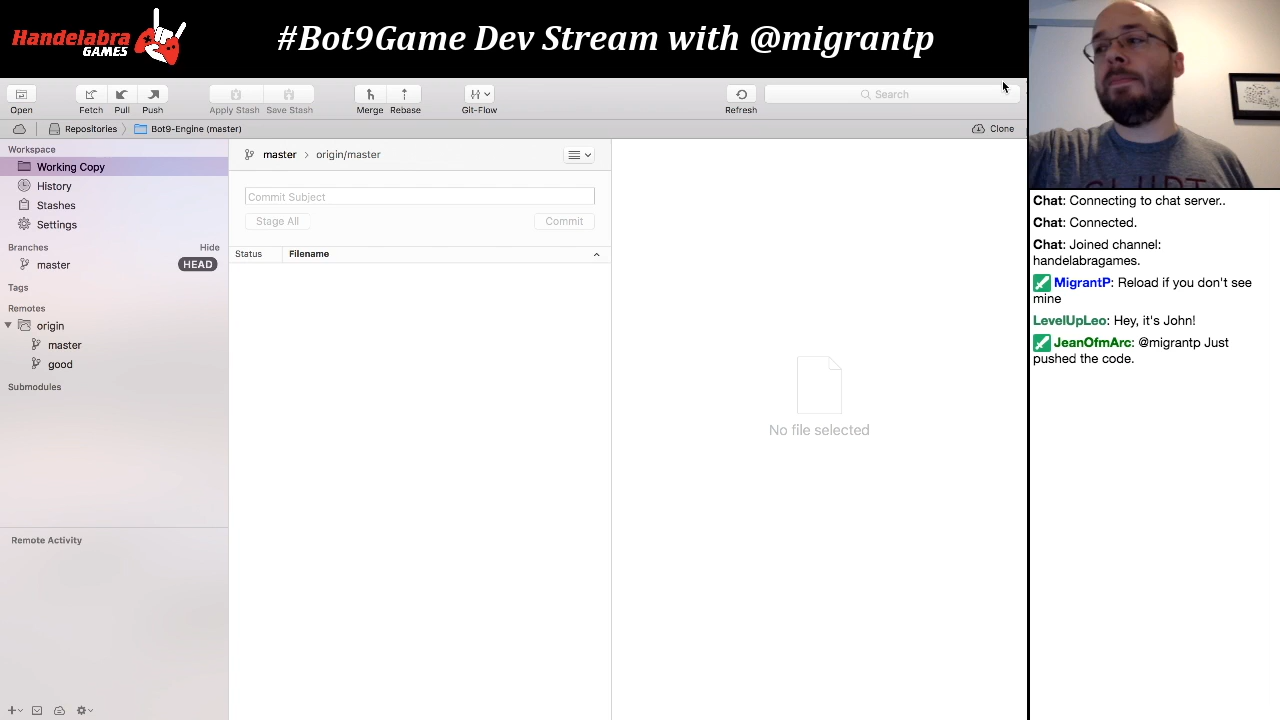 Handelabra
GAMES
#Bot9Game Dev Stream with @migrantp
Open
Fetch
Pull
Push
Apply Stash
Save Stash
Merge
Rebase
Git-Flow
Refresh
Search
Repositories
Bot9-Engine (master)
Clone
Workspace
Working Copy
History
Stashes
Settings
Branches
Hide
master
HEAD
Tags
Remotes
origin
master
good
Submodules
Remote Activity
master > origin/master
Commit Subject
Stage All
Commit
Status
Filename
No file selected
Chat: Connecting to chat server..
Chat: Connected.
Chat: Joined channel:
handelabragames.
MigrantP: Reload if you don't see
mine
LevelUpLeo: Hey, it's John!
JeanOfmArc: @migrantp Just
pushed the code.